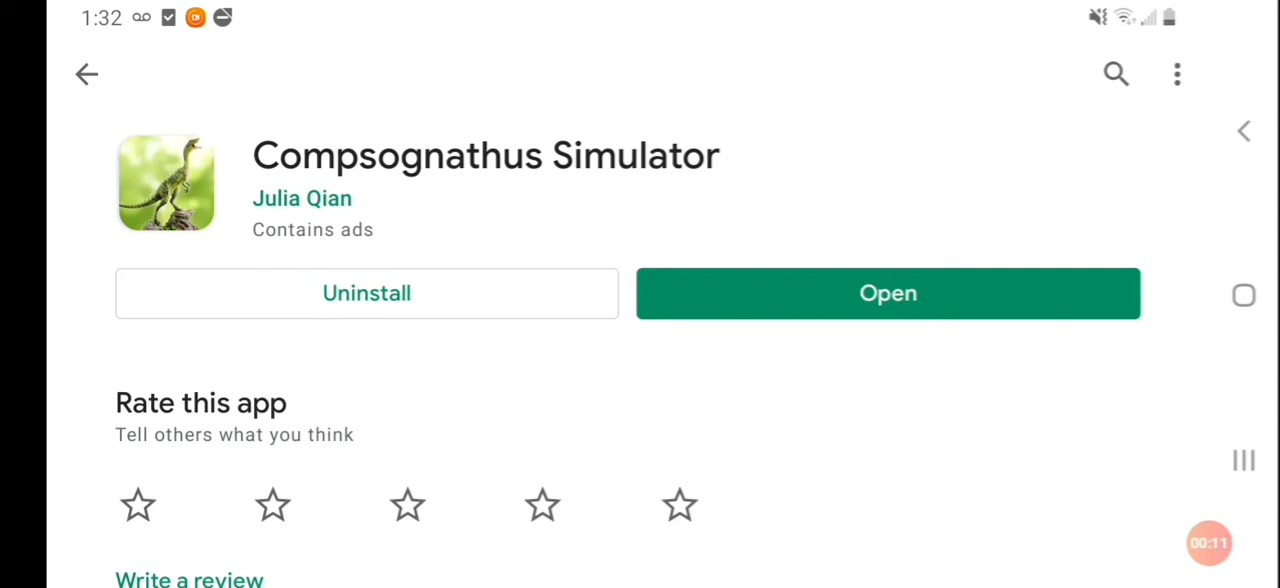 1:32
Compsognathus Simulator
Julia Qian
Contains ads
Uninstall
Open
Rate this app
Tell others what you think
Write a review
00:11